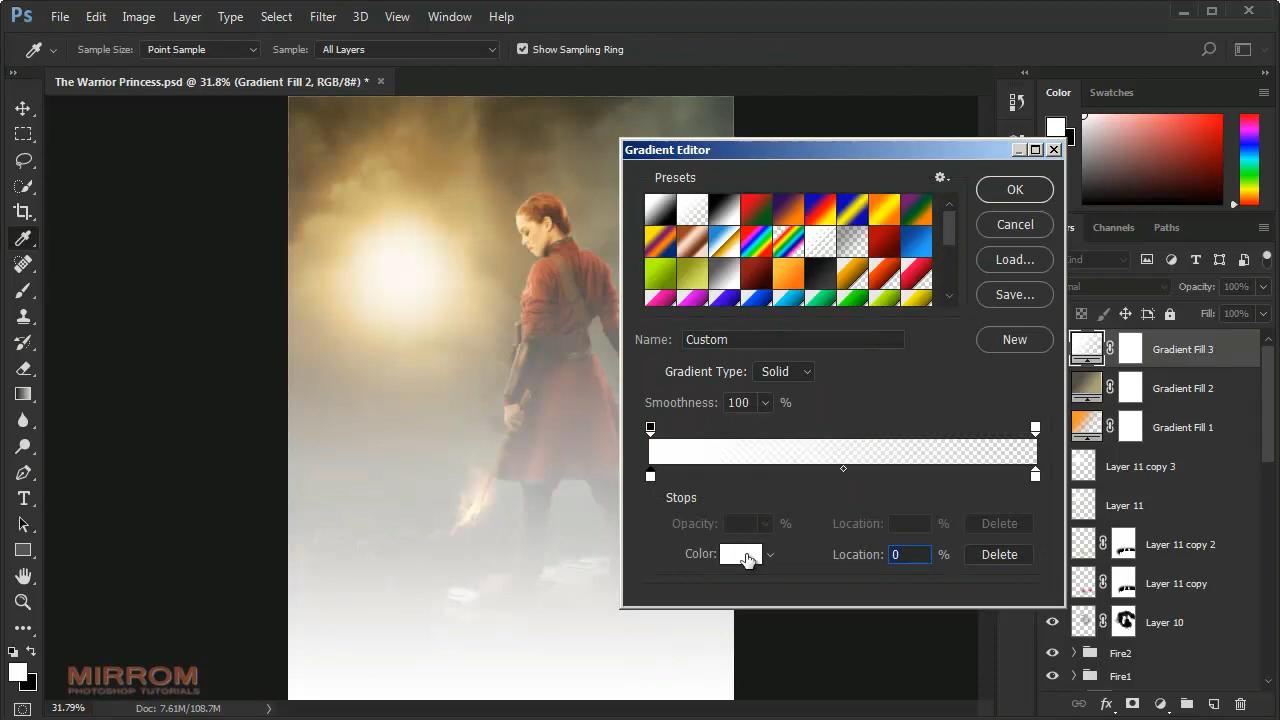 Ps File Edit Image Layer Type Select Filter 3D View Window Help
Sample Size: Point Sample Sample: All Layers Show Sampling Ring
The Warrior Princess.psd @ 31.8% (Gradient Fill 2, RGB/8#) *
Color Swatches
Gradient Editor
Presets
OK
Cancel
Load...
Save...
New
Name: Custom
Gradient Type: Solid
Smoothness: 100 %
Stops
Opacity: % Location: % Delete
Color: Location: 0 % Delete
Channels Paths
Opacity: 100%
Fill: 100%
Gradient Fill 3
Gradient Fill 2
Gradient Fill 1
Layer 11 copy 3
Layer 11
Layer 11 copy 2
Layer 11 copy
Layer 10
Fire2
Fire1
MIRROM
PHOTOSHOP TUTORIALS
31.79% Doc: 7.61M/108.7M